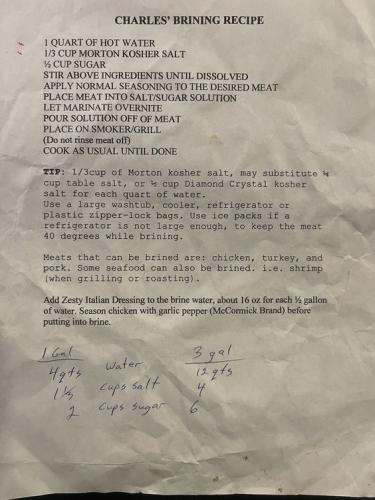 CHARLES' BRINING RECIPE
1 QUART OF HOT WATER
1/3 CUP MORTON KOSHER SALT
½ CUP SUGAR
STIR ABOVE INGREDIENTS UNTIL DISSOLVED
APPLY NORMAL SEASONING TO THE DESIRED MEAT
PLACE MEAT INTO SALT/SUGAR SOLUTION
LET MARINATE OVERNITE
POUR SOLUTION OFF OF MEAT
PLACE ON SMOKER/GRILL
(Do not rinse meat off)
COOK AS USUAL UNTIL DONE
TIP: 1/3cup of Morton kosher salt, may substitute ¼
cup table salt, or ½ cup Diamond Crystal kosher
salt for each quart of water.
Use a large washtub, cooler, refrigerator or
plastic zipper-lock bags. Use ice packs if a
refrigerator is not large enough, to keep the meat
40 degrees while brining.
Meats that can be brined are: chicken, turkey, and
pork. Some seafood can also be brined. i.e. shrimp
(when grilling or roasting).
Add Zesty Italian Dressing to the brine water, about 16 oz for each ½ gallon
of water. Season chicken with garlic pepper (McCormick Brand) before
putting into brine.
1 Gal 3 gal
4 qts Water 12 qts
1 ⅓ Cups salt 4
2 Cups sugar 6